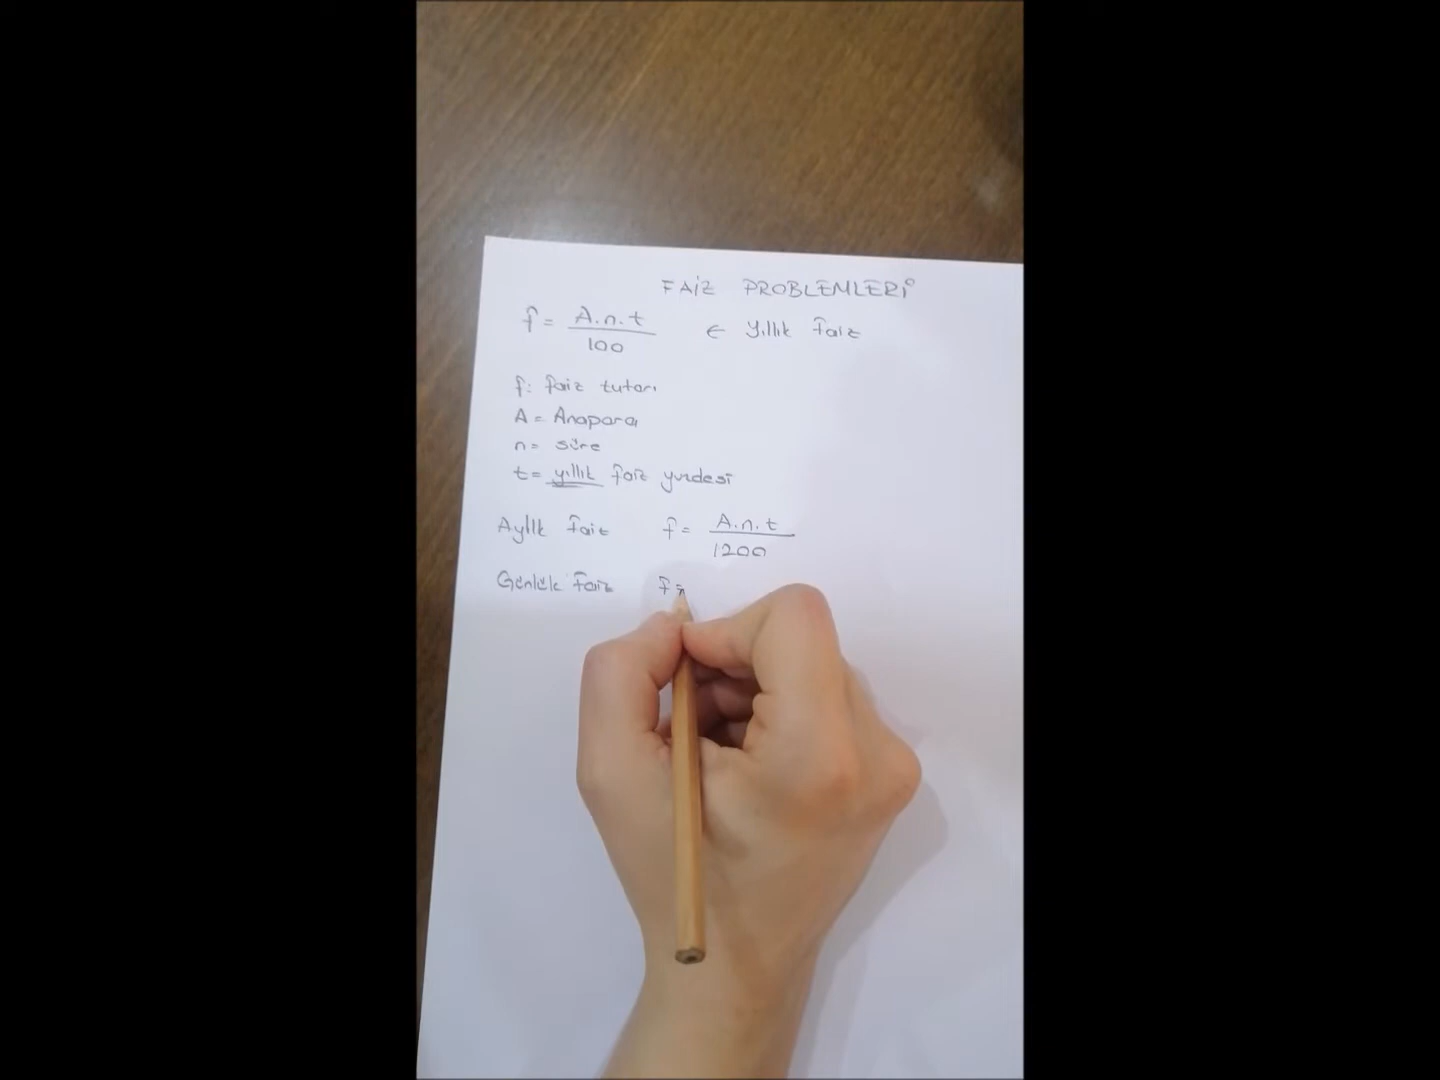 FAİZ PROBLEMLERİ
f = A.n.t / 100 ← Yıllık Faiz
f: faiz tutarı
A = Anapara
n = süre
t = yıllık faiz yüzdesi
Aylık Faiz f = A.n.t / 1200
Günlük Faiz f =